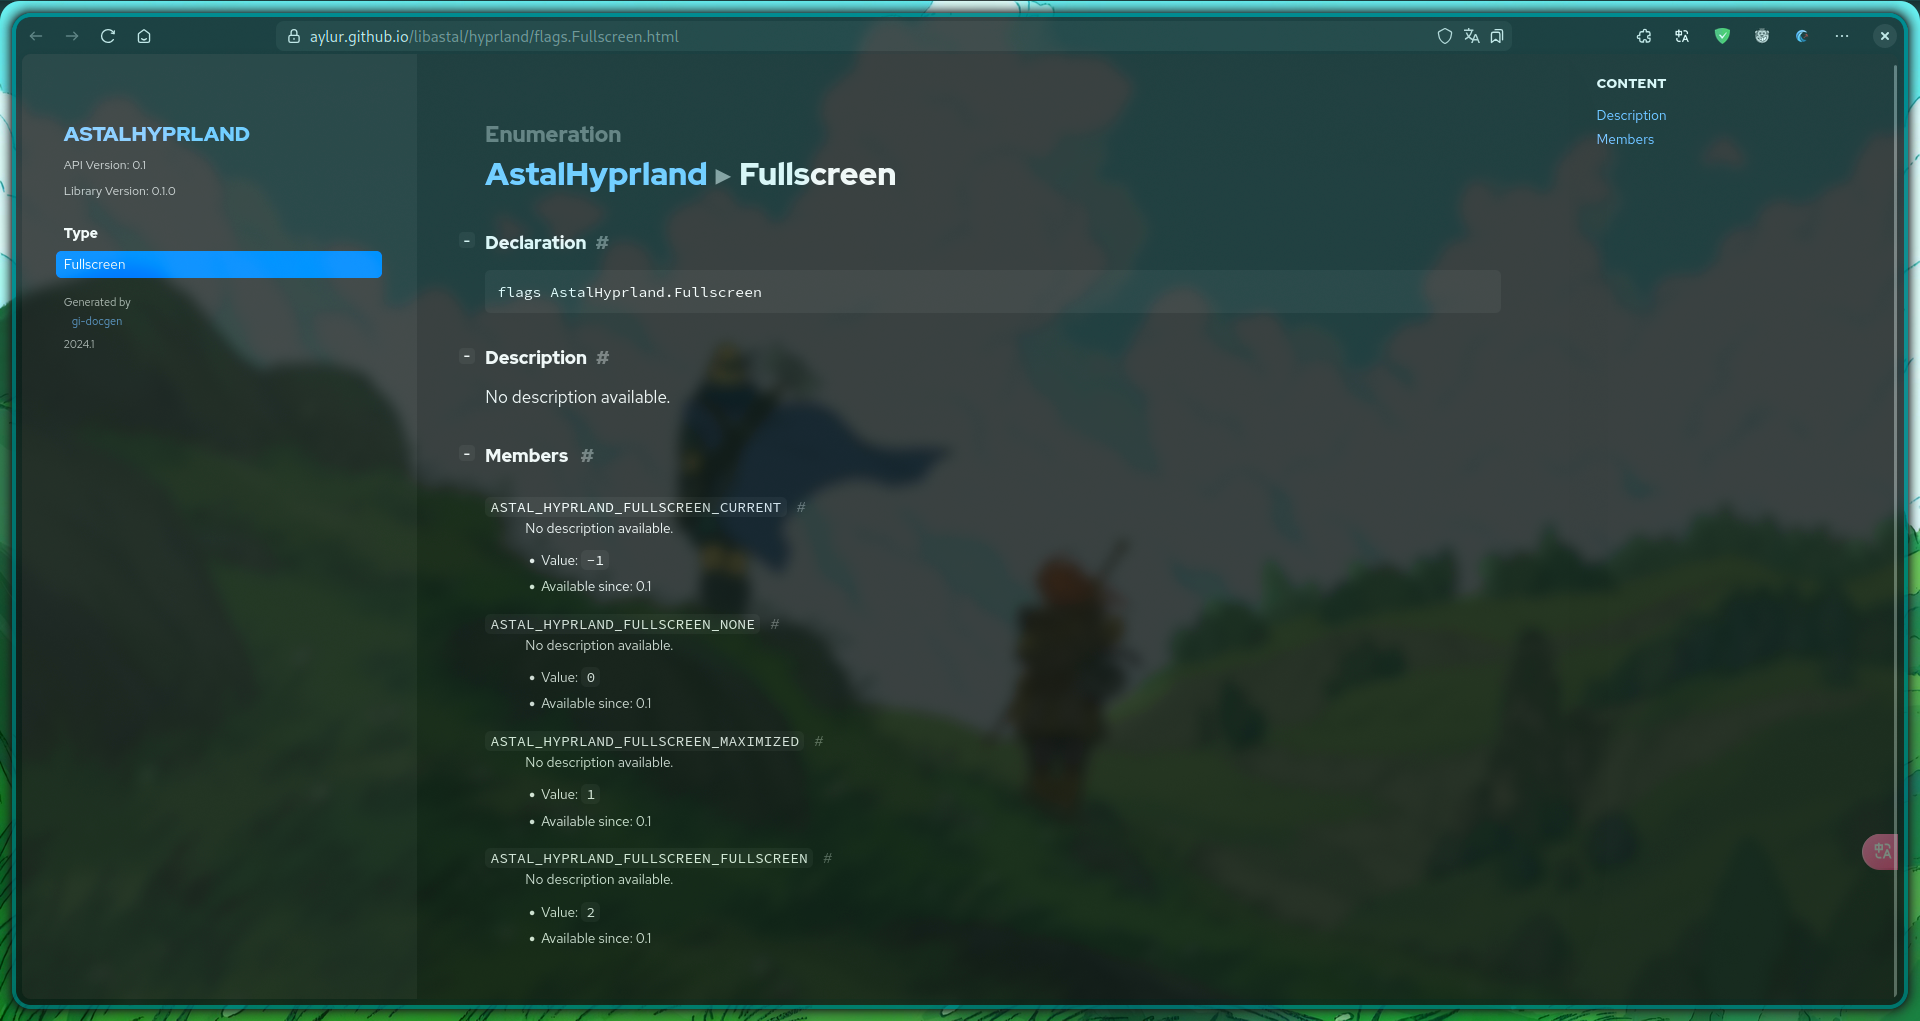 aylur.github.io/libastal/hyprland/flags.Fullscreen.html
ASTALHYPRLAND
API Version: 0.1
Library Version: 0.1.0
Type
Fullscreen
Generated by
gi-docgen
2024.1
Enumeration
AstalHyprland ▸ Fullscreen
- Declaration #
flags AstalHyprland.Fullscreen
- Description #
No description available.
- Members #
ASTAL_HYPRLAND_FULLSCREEN_CURRENT #
No description available.
• Value: -1
• Available since: 0.1
ASTAL_HYPRLAND_FULLSCREEN_NONE #
No description available.
• Value: 0
• Available since: 0.1
ASTAL_HYPRLAND_FULLSCREEN_MAXIMIZED #
No description available.
• Value: 1
• Available since: 0.1
ASTAL_HYPRLAND_FULLSCREEN_FULLSCREEN #
No description available.
• Value: 2
• Available since: 0.1
CONTENT
Description
Members